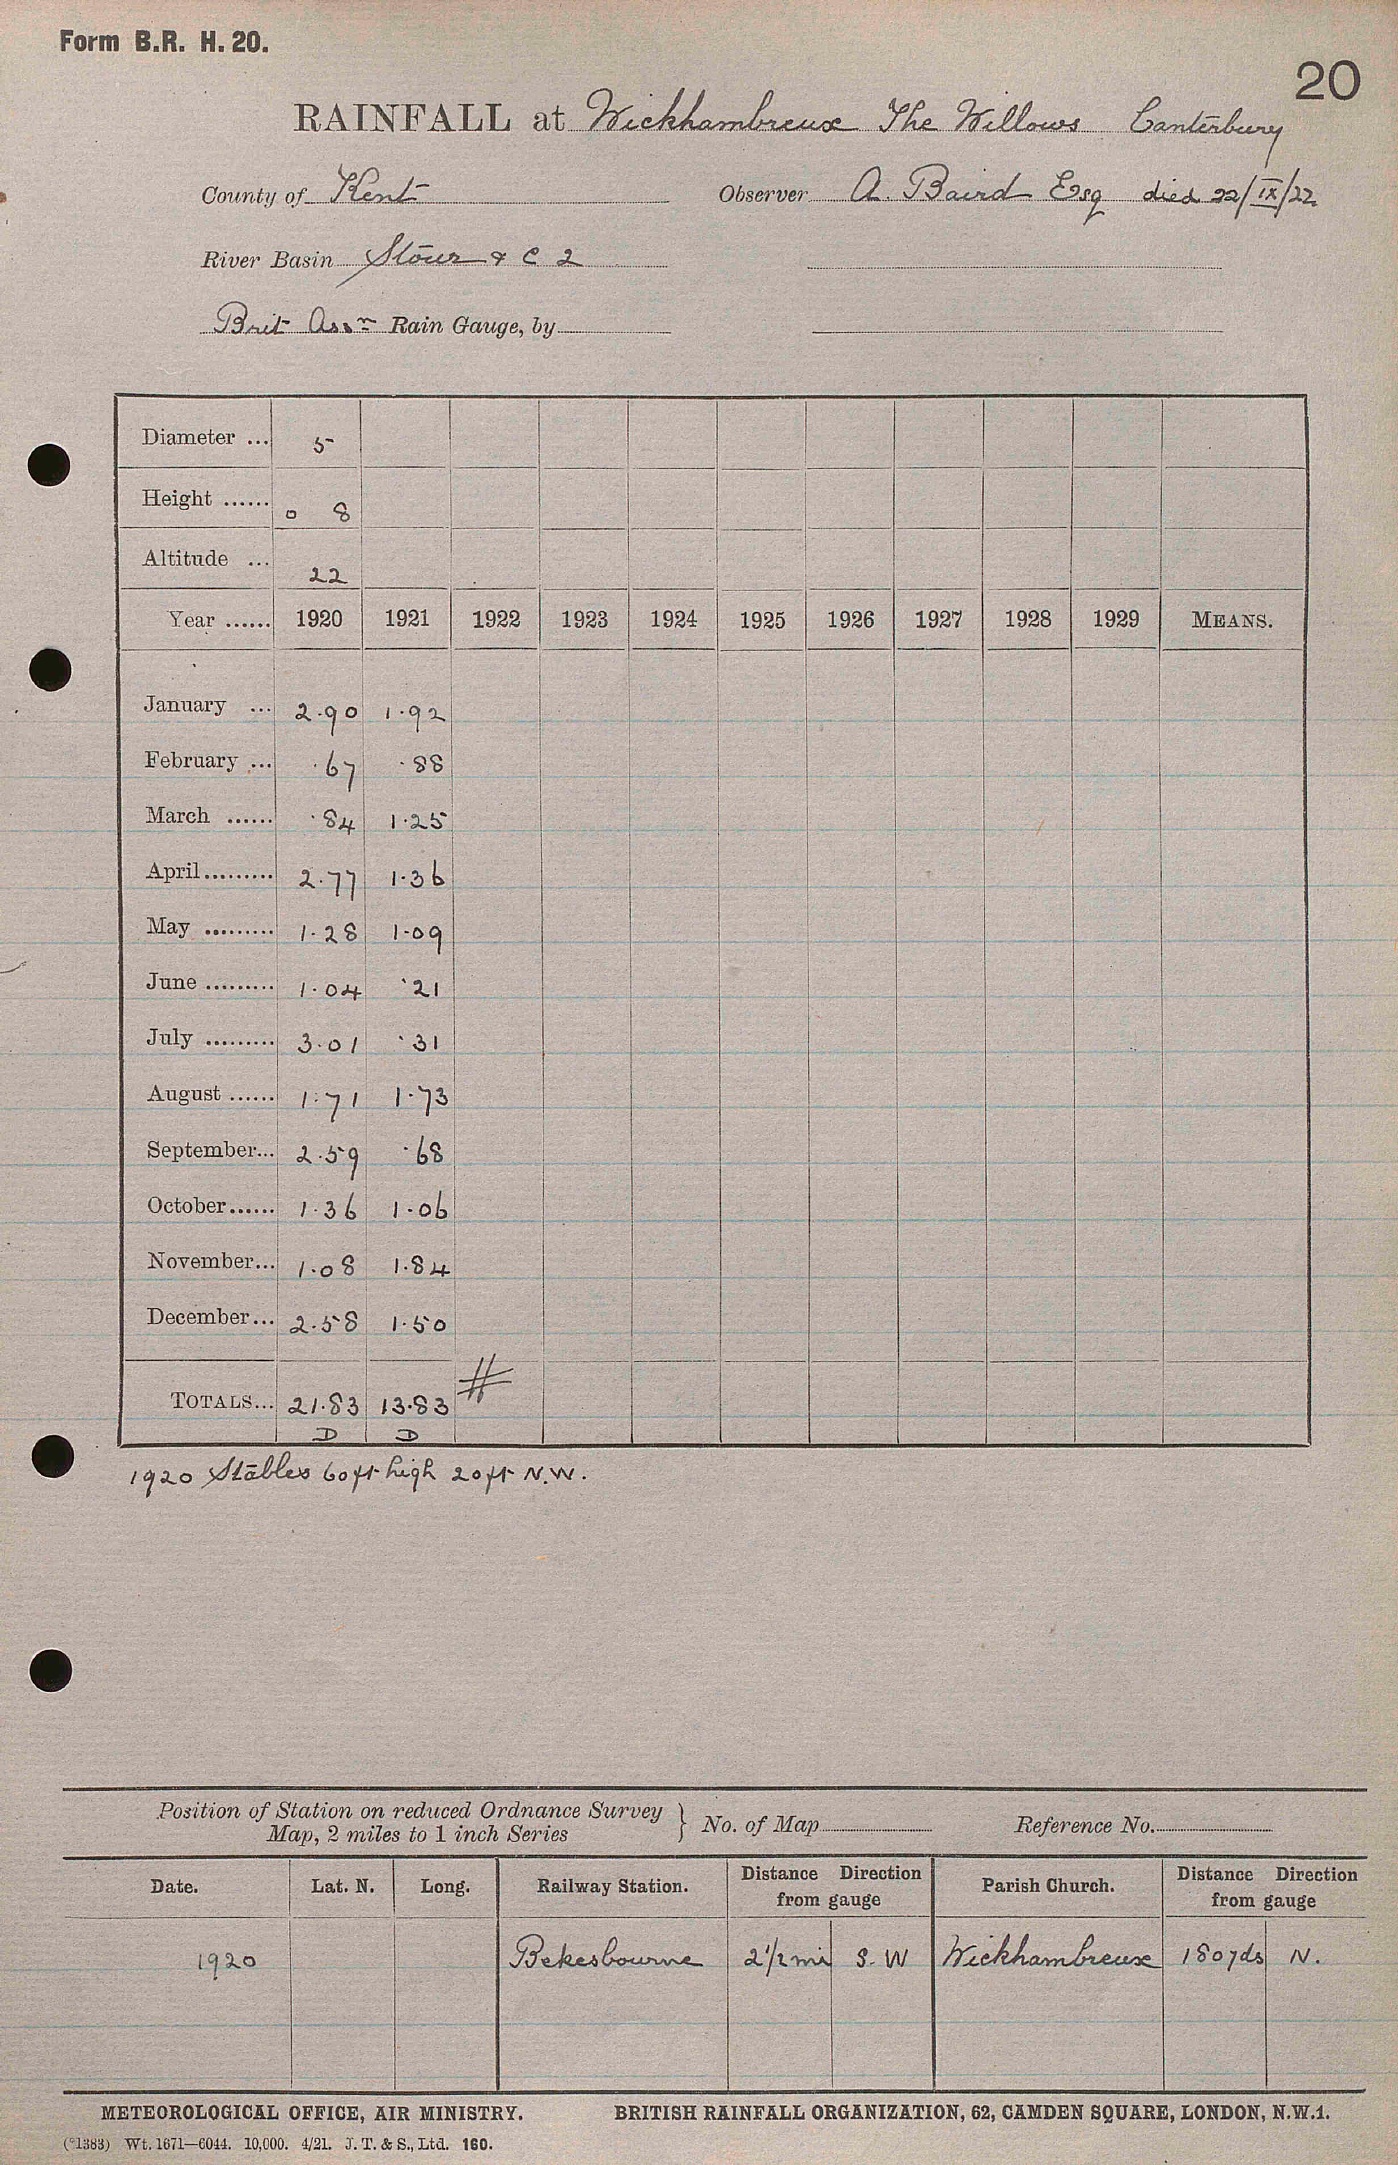 Form B.R. H. 20.
20
RAINFALL at Wickhambreux The Willows Canterbury
County of Kent Observer A. Baird Esq died 22/IX/22
River Basin Stour & C 2
Brit Assn Rain Gauge, by
Diameter ... 5
Height ...... 0 8
Altitude ... 22
Year ...... 1920 1921 1922 1923 1924 1925 1926 1927 1928 1929 MEANS.
January ... 2.90 1.92
February ... .67 .88
March ...... .84 1.25
April......... 2.77 1.36
May ......... 1.28 1.09
June ......... 1.04 .21
July ......... 3.01 .31
August ...... 1.71 1.73
September... 2.59 .68
October...... 1.36 1.06
November... 1.08 1.84
December... 2.58 1.50
TOTALS... 21.83 13.83 #
D D
1920 Stables 60 ft high 20 ft N.W.
Position of Station on reduced Ordnance Survey
Map, 2 miles to 1 inch Series } No. of Map Reference No.
Date. Lat. N. Long. Railway Station. Distance Direction from gauge Parish Church. Distance Direction from gauge
1920 Bekesbourne 2 1/2 mi S. W Wickhambreux 180 yds N.
METEOROLOGICAL OFFICE, AIR MINISTRY. BRITISH RAINFALL ORGANIZATION, 62, CAMDEN SQUARE, LONDON, N.W.1.
(*1383) Wt. 1671—6044. 10,000. 4/21. J. T. & S., Ltd. 160.